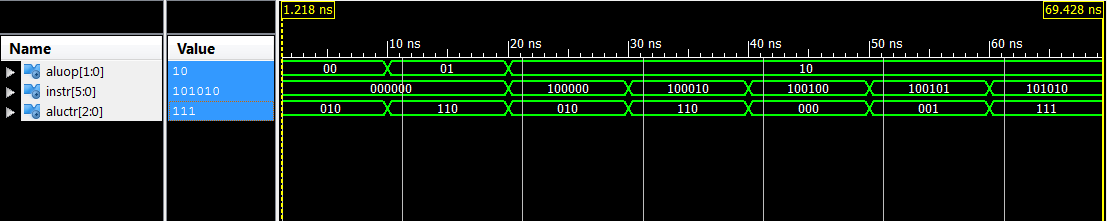 1.218 ns 69.428 ns
Name Value 10 ns 20 ns 30 ns 40 ns 50 ns 60 ns
aluop[1:0] 10 00 01 10
instr[5:0] 101010 000000 100000 100010 100100 100101 101010
aluctr[2:0] 111 010 110 010 110 000 001 111